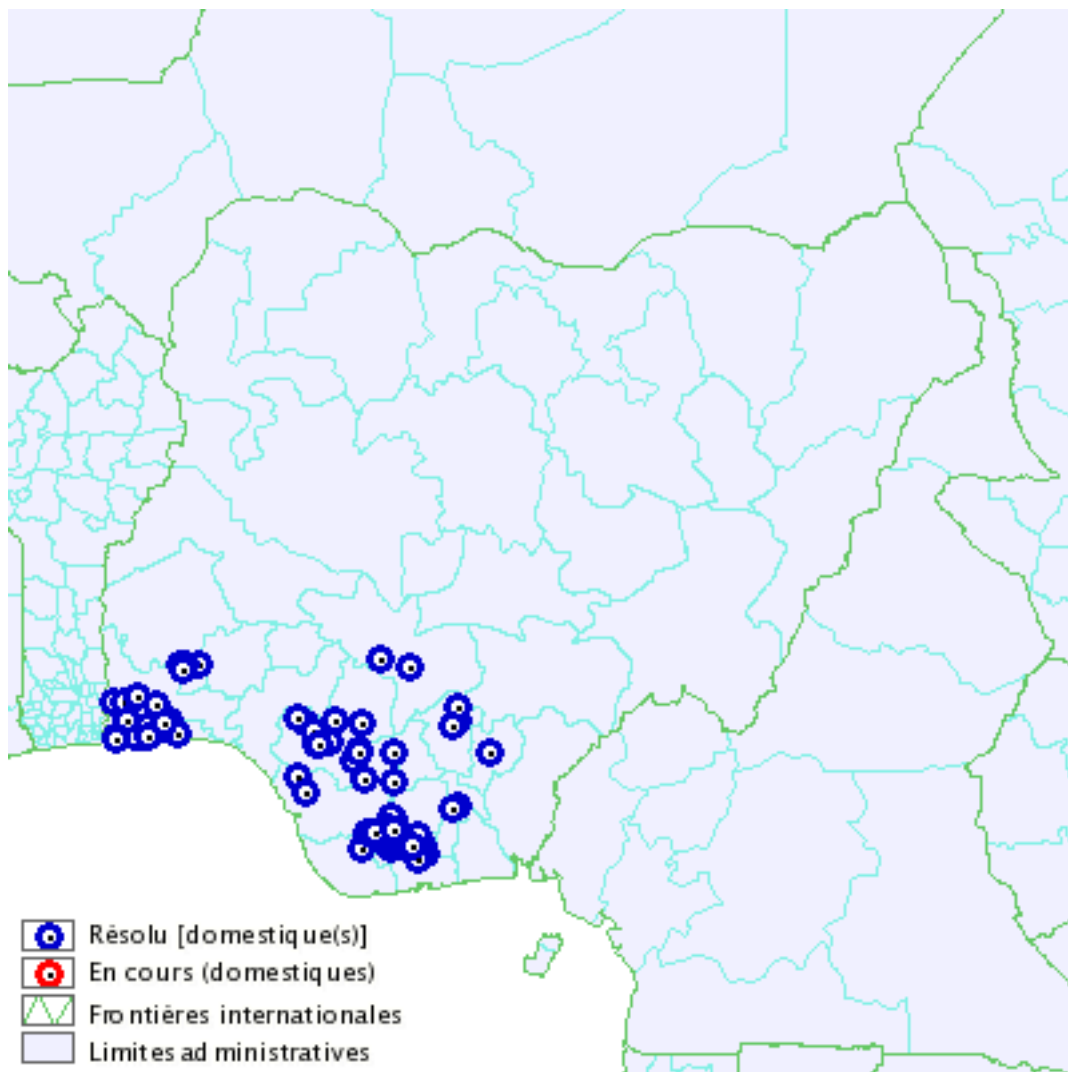 Résolu [domestique(s)]
En cours (domestiques)
Frontières internationales
Limites administratives